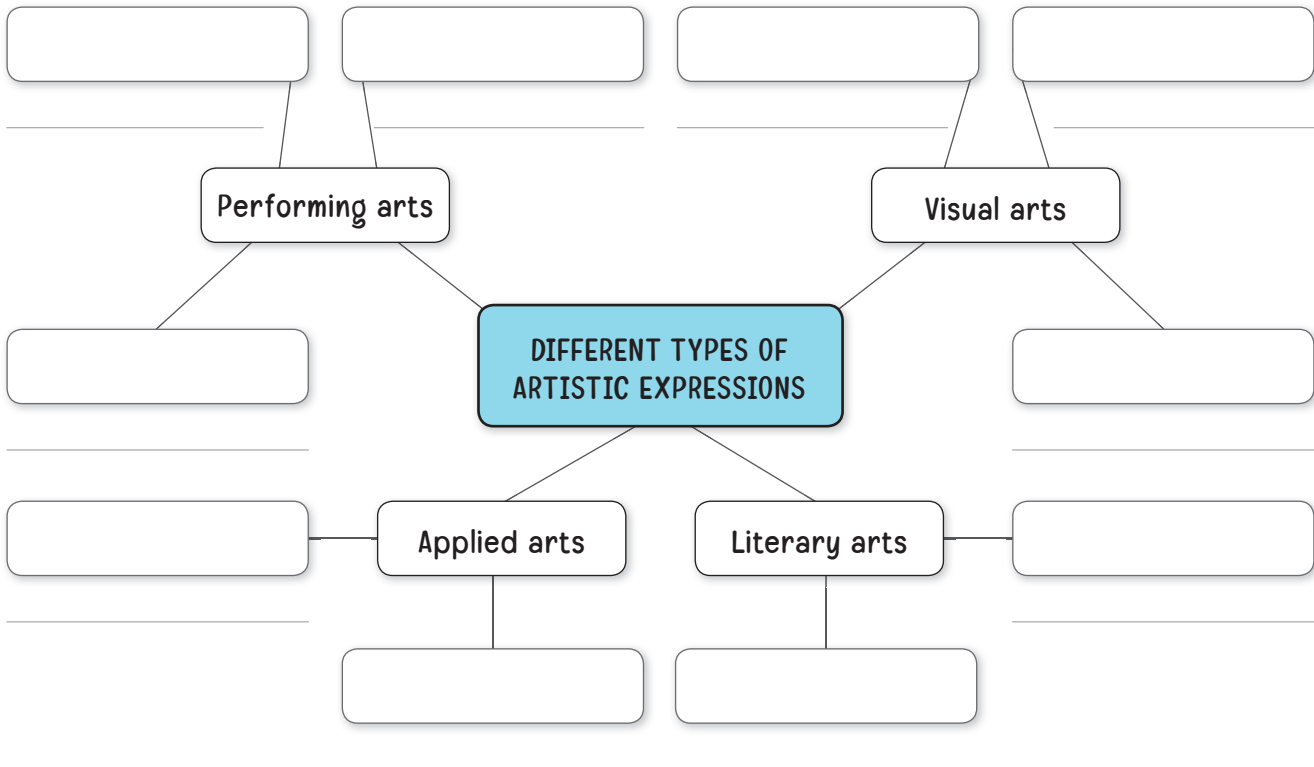 Performing arts
Visual arts
DIFFERENT TYPES OF
ARTISTIC EXPRESSIONS
Applied arts
Literary arts